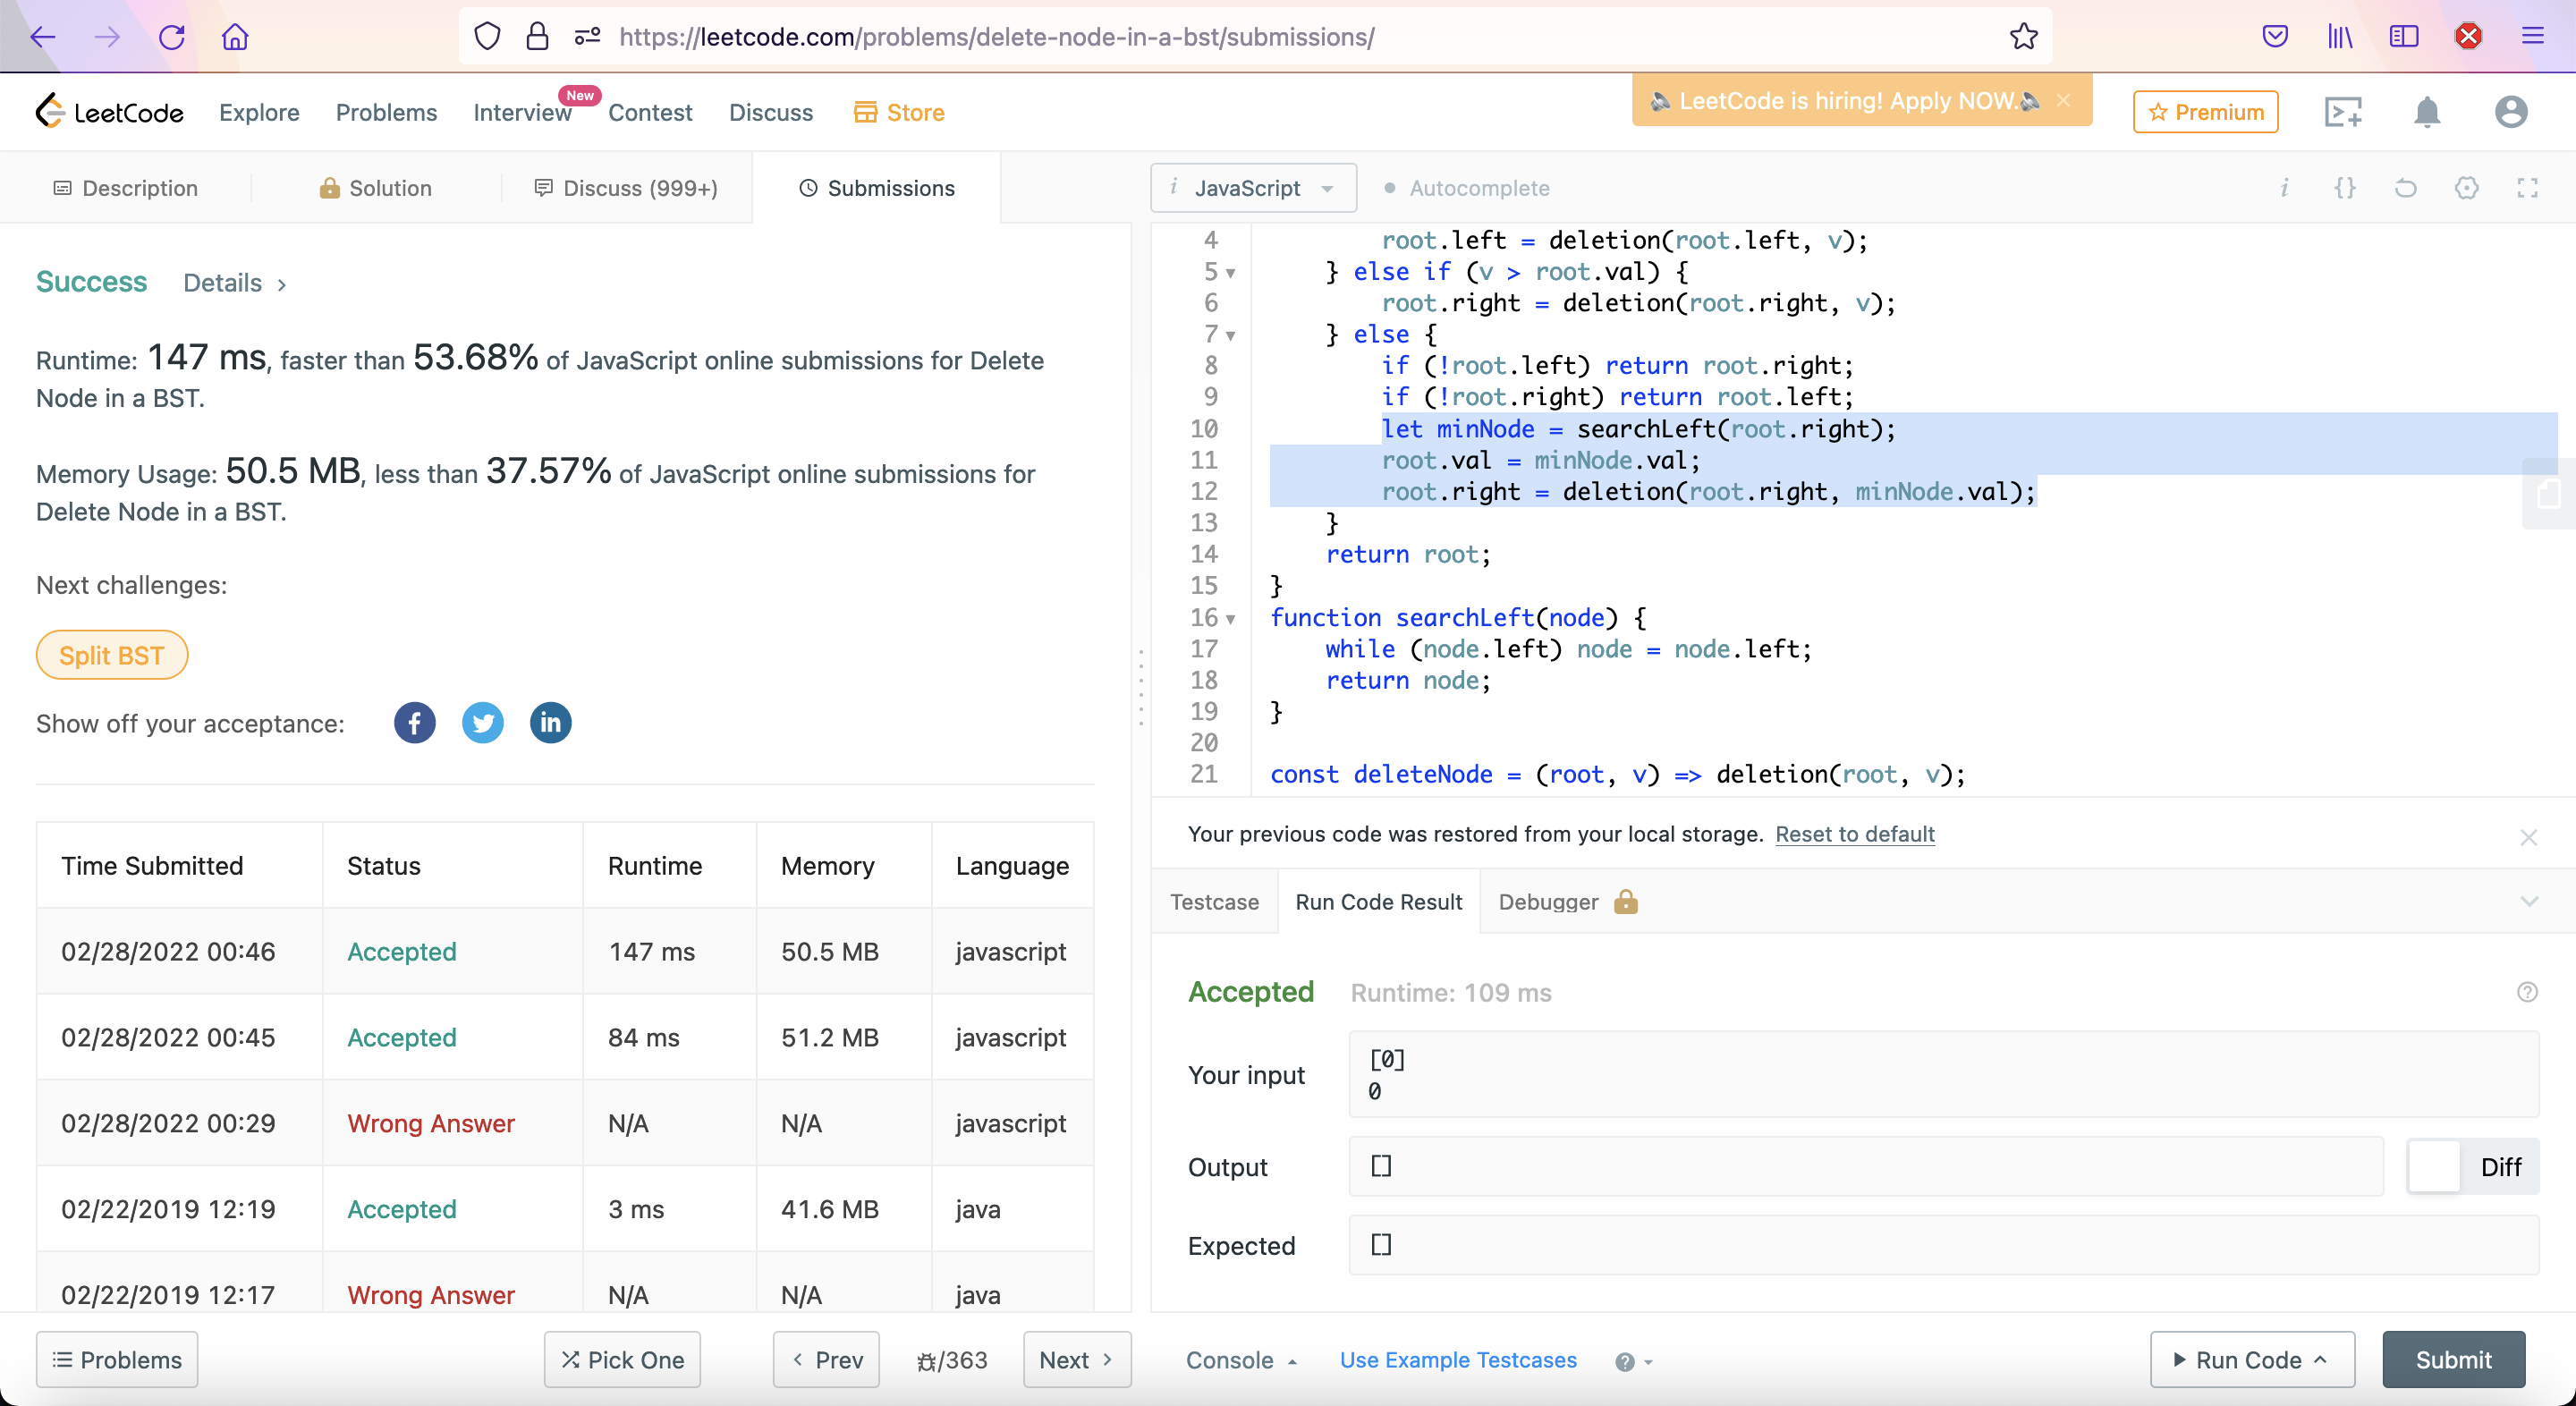 https://leetcode.com/problems/delete-node-in-a-bst/submissions/
LeetCode
Explore
Problems
Interview
New
Contest
Discuss
Store
LeetCode is hiring! Apply NOW.
Premium
Description
Solution
Discuss (999+)
Submissions
i JavaScript
Autocomplete
i {}
Success
Details >
Runtime: 147 ms, faster than 53.68% of JavaScript online submissions for Delete
Node in a BST.
Memory Usage: 50.5 MB, less than 37.57% of JavaScript online submissions for
Delete Node in a BST.
Next challenges:
Split BST
Show off your acceptance:
f
in
Time Submitted Status Runtime Memory Language
02/28/2022 00:46 Accepted 147 ms 50.5 MB javascript
02/28/2022 00:45 Accepted 84 ms 51.2 MB javascript
02/28/2022 00:29 Wrong Answer N/A N/A javascript
02/22/2019 12:19 Accepted 3 ms 41.6 MB java
02/22/2019 12:17 Wrong Answer N/A N/A java
4 root.left = deletion(root.left, v);
5 } else if (v > root.val) {
6 root.right = deletion(root.right, v);
7 } else {
8 if (!root.left) return root.right;
9 if (!root.right) return root.left;
10 let minNode = searchLeft(root.right);
11 root.val = minNode.val;
12 root.right = deletion(root.right, minNode.val);
13 }
14 return root;
15 }
16 function searchLeft(node) {
17 while (node.left) node = node.left;
18 return node;
19 }
20
21 const deleteNode = (root, v) => deletion(root, v);
Your previous code was restored from your local storage. Reset to default
Testcase
Run Code Result
Debugger
Accepted Runtime: 109 ms
Your input
[0]
0
Output
[]
Diff
Expected
[]
Problems
Pick One
Prev
/363
Next
Console
Use Example Testcases
Run Code
Submit